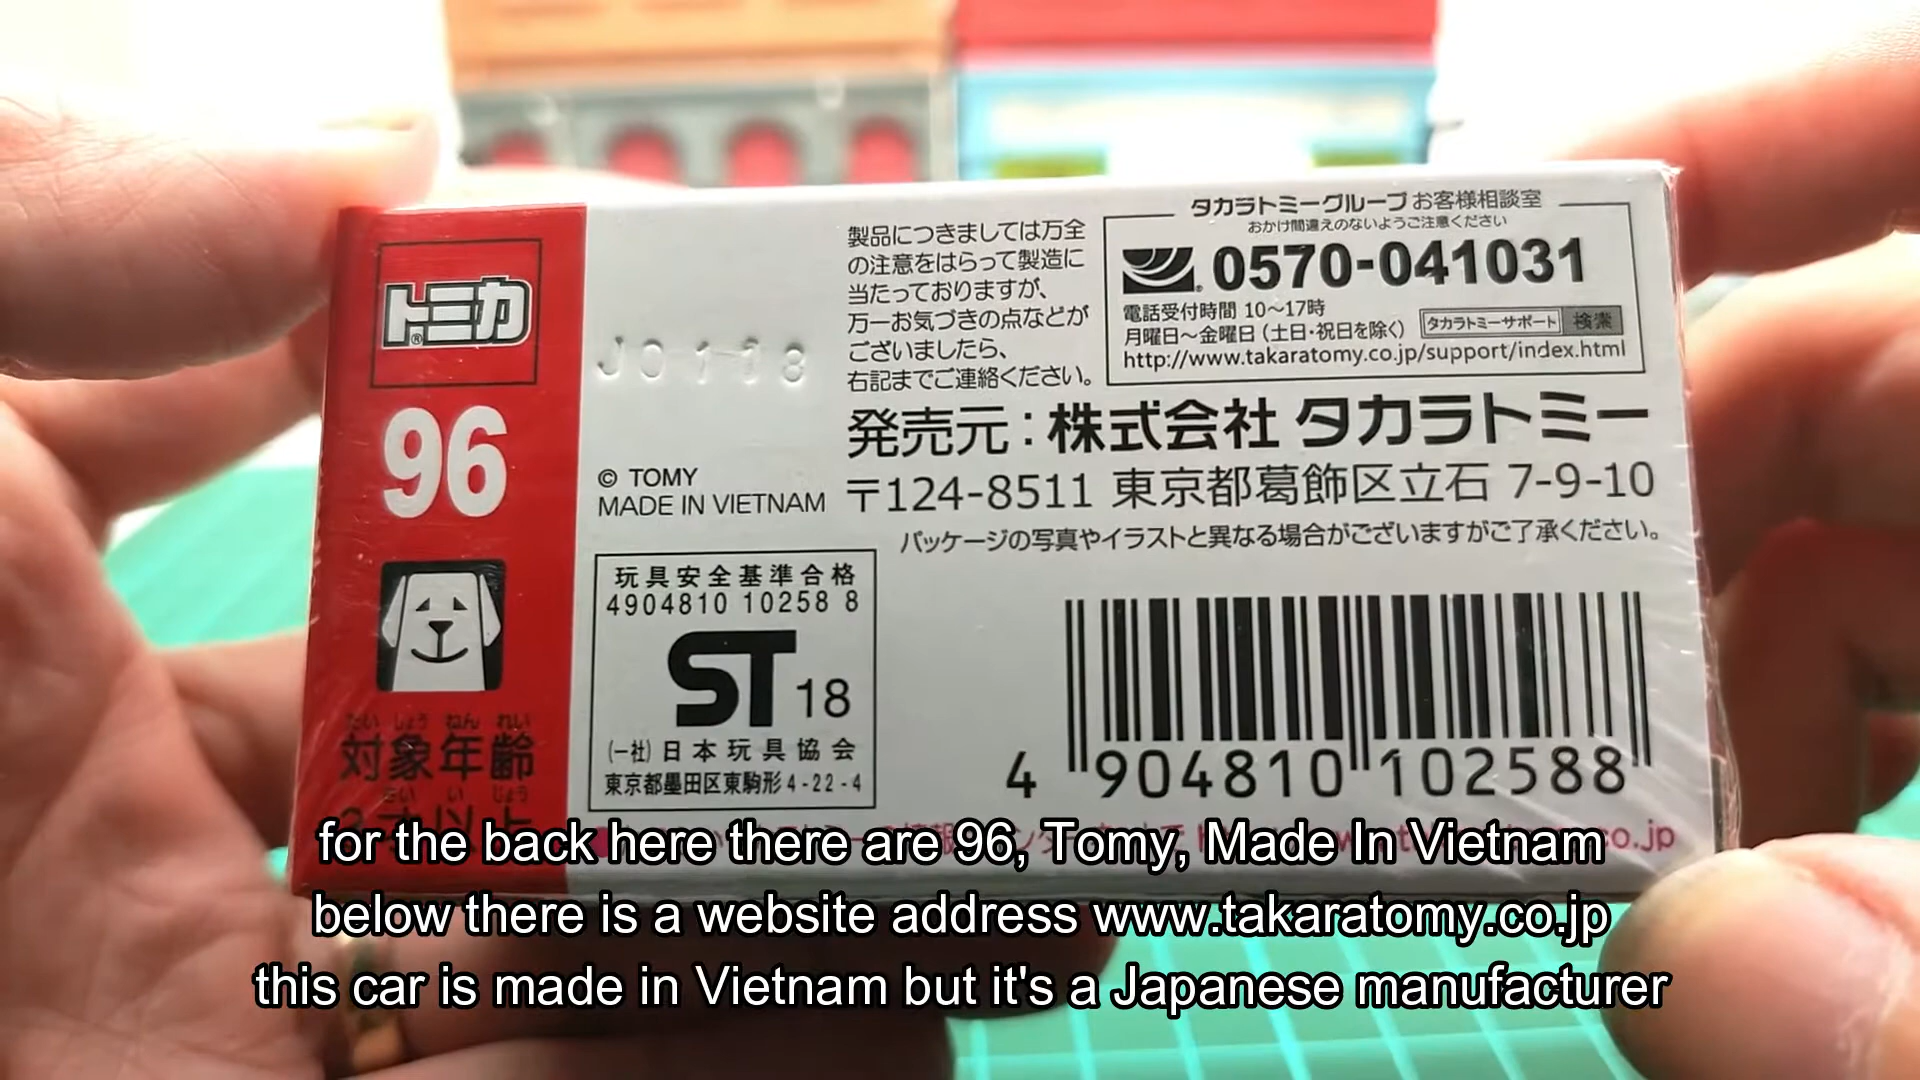 トミカ
96
対象年齢
たい しょう ねん れい
J0118
© TOMY
MADE IN VIETNAM
玩具安全基準合格
4904810 10258 8
ST 18
(一社)日本玩具協会
東京都墨田区東駒形4-22-4
製品につきましては万全
の注意をはらって製造に
当たっておりますが、
万一お気づきの点などが
ございましたら、
右記までご連絡ください。
タカラトミーグループお客様相談室
おかけ間違えのないようご注意ください
0570-041031
電話受付時間 10～17時
月曜日～金曜日(土日・祝日を除く)
タカラトミーサポート 検索
http://www.takaratomy.co.jp/support/index.html
発売元:株式会社 タカラトミー
〒124-8511 東京都葛飾区立石 7-9-10
パッケージの写真やイラストと異なる場合がございますがご了承ください。
4 904810 102588
.co.jp
for the back here there are 96, Tomy, Made In Vietnam
below there is a website address www.takaratomy.co.jp
this car is made in Vietnam but it's a Japanese manufacturer